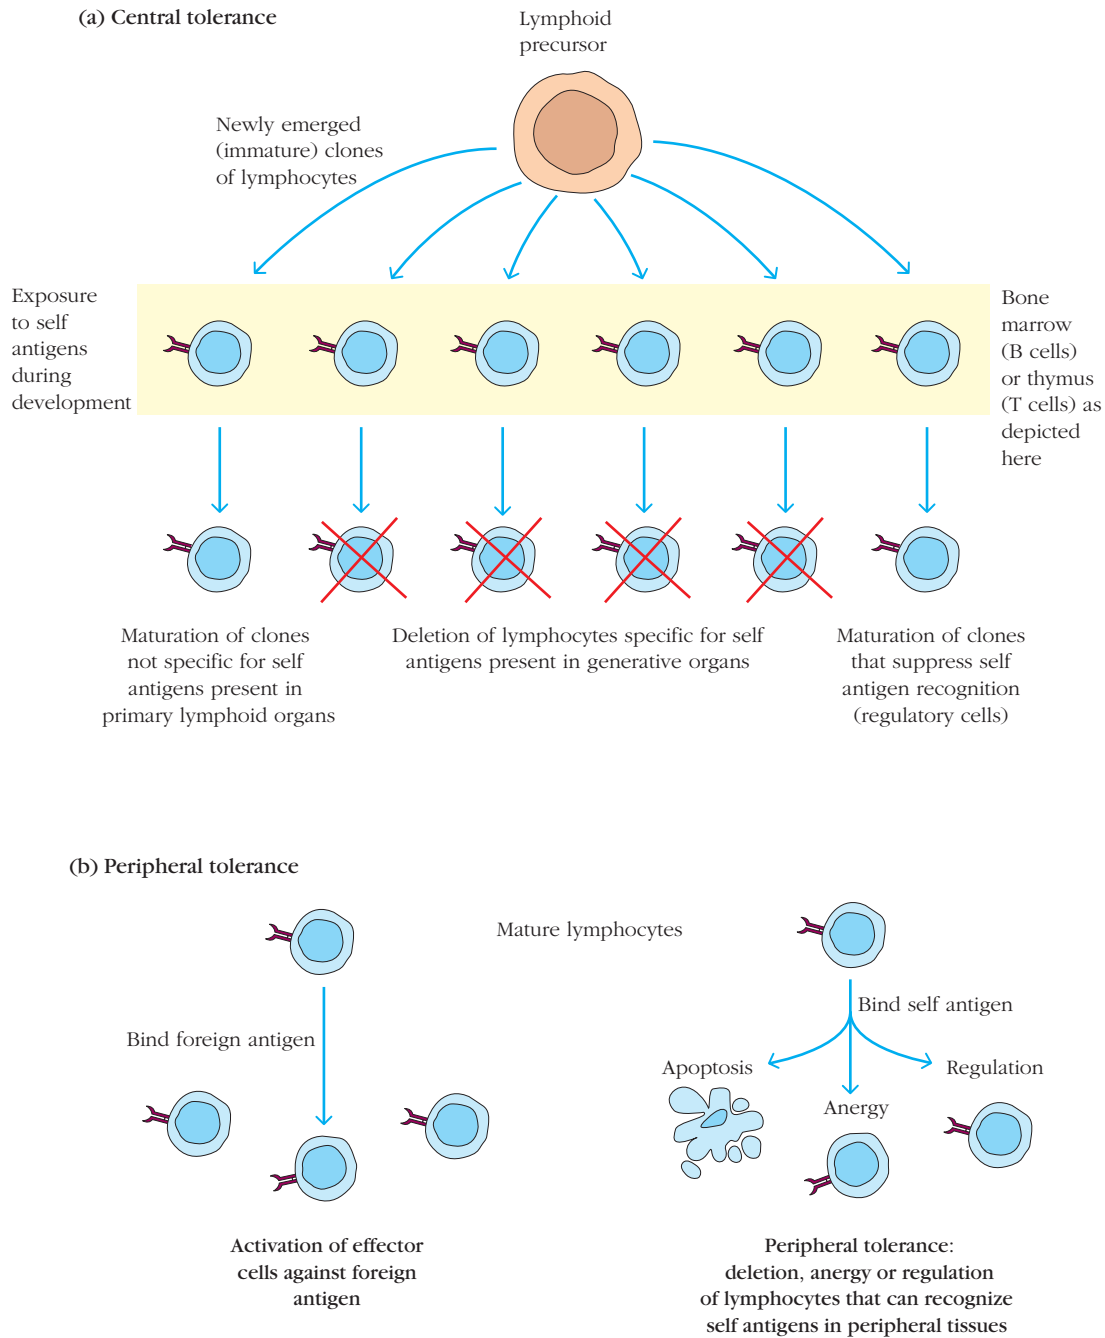 (a) Central tolerance
Lymphoid
precursor
Newly emerged
(immature) clones
of lymphocytes
Exposure
to self
antigens
during
development
Bone
marrow
(B cells)
or thymus
(T cells) as
depicted
here
Maturation of clones
not specific for self
antigens present in
primary lymphoid organs
Deletion of lymphocytes specific for self
antigens present in generative organs
Maturation of clones
that suppress self
antigen recognition
(regulatory cells)
(b) Peripheral tolerance
Mature lymphocytes
Bind foreign antigen
Bind self antigen
Apoptosis
Anergy
Regulation
Activation of effector
cells against foreign
antigen
Peripheral tolerance:
deletion, anergy or regulation
of lymphocytes that can recognize
self antigens in peripheral tissues